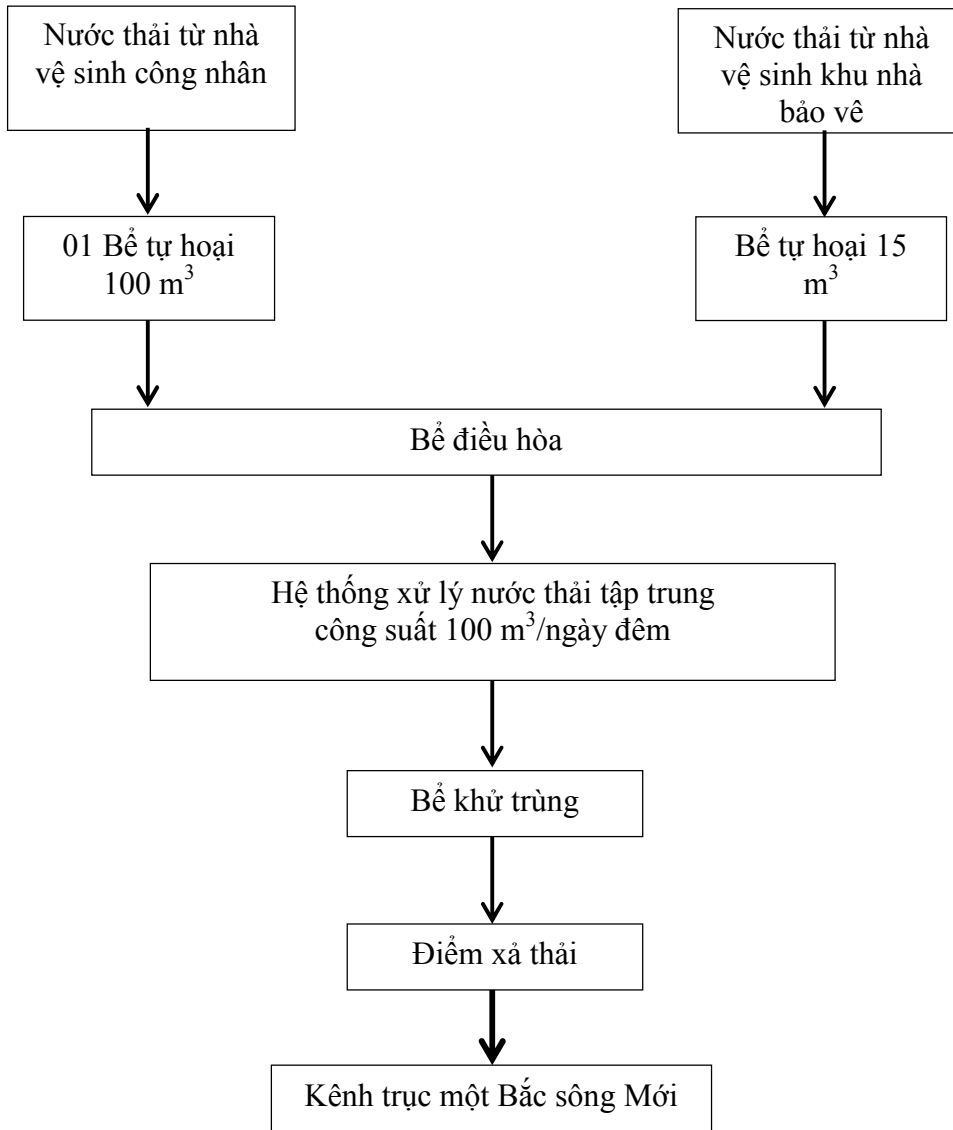 Nước thải từ nhà
vệ sinh công nhân
Nước thải từ nhà
vệ sinh khu nhà
bảo vê
01 Bể tự hoại
100 m³
Bể tự hoại 15
m³
Bể điều hòa
Hệ thống xử lý nước thải tập trung
công suất 100 m³/ngày đêm
Bể khử trùng
Điểm xả thải
Kênh trục một Bắc sông Mới